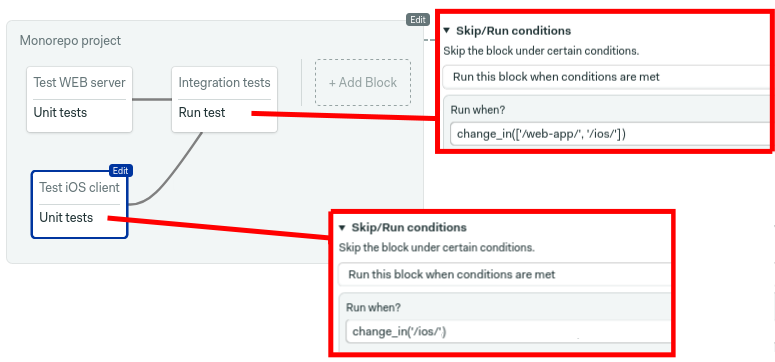 Edit
Monorepo project
Test WEB server
Unit tests
Integration tests
Run test
+ Add Block
Edit
Test iOS client
Unit tests
▼ Skip/Run conditions
Skip the block under certain conditions.
Run this block when conditions are met
Run when?
change_in(['/web-app/', '/ios/'])
▼ Skip/Run conditions
Skip the block under certain conditions.
Run this block when conditions are met
Run when?
change_in('/ios/')